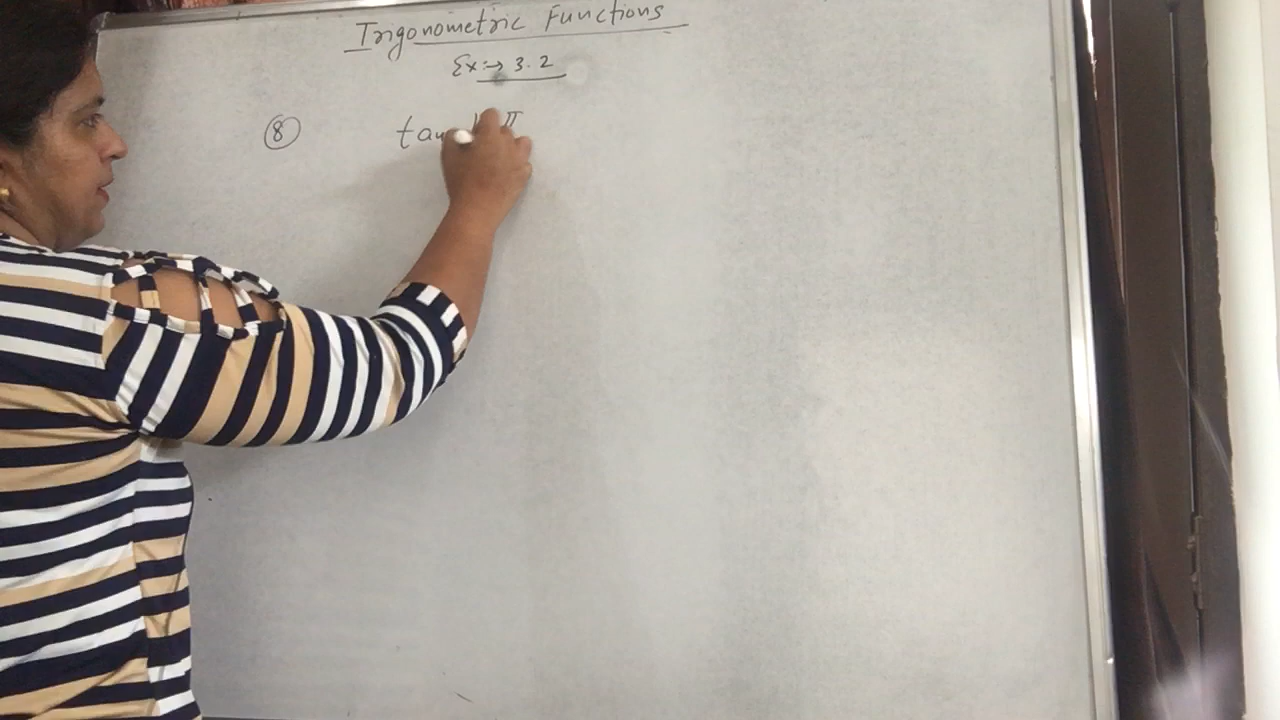 Trigonometric Functions
Ex:→ 3.2
8 tan π